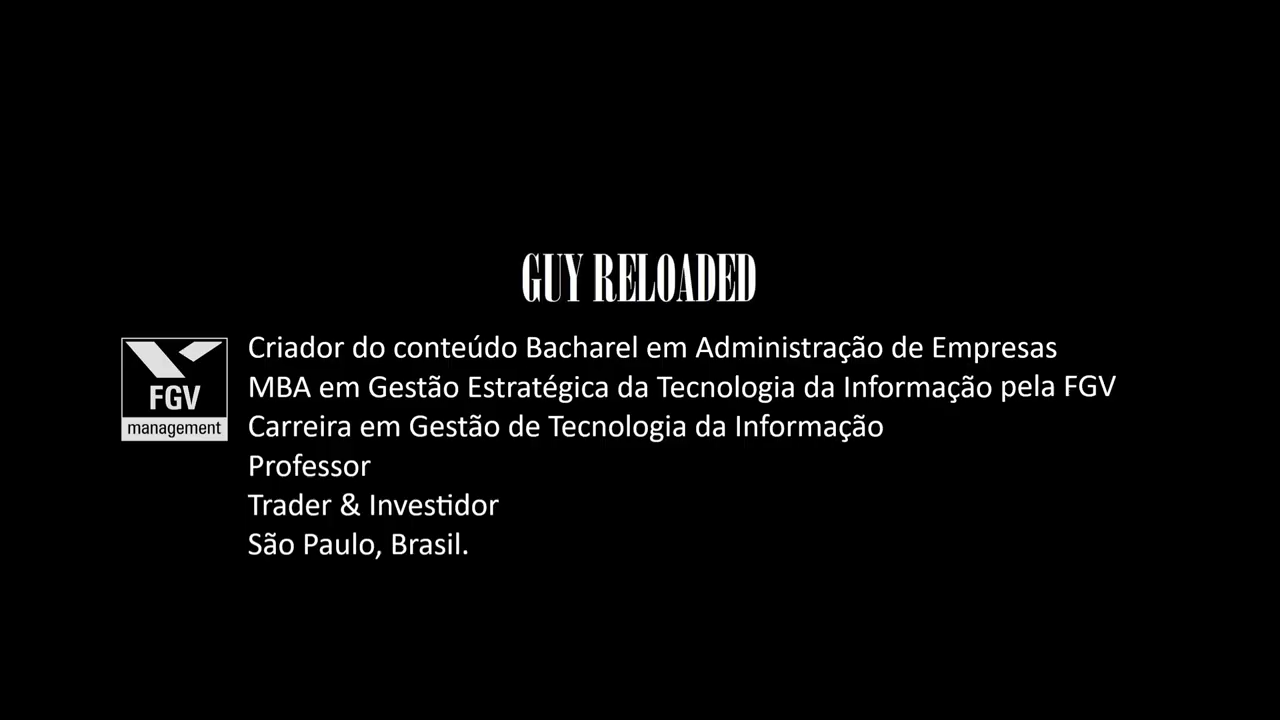 GUY RELOADED
Criador do conteúdo Bacharel em Administração de Empresas
MBA em Gestão Estratégica da Tecnologia da Informação pela FGV
Carreira em Gestão de Tecnologia da Informação
Professor
Trader & Investidor
São Paulo, Brasil.
FGV
management